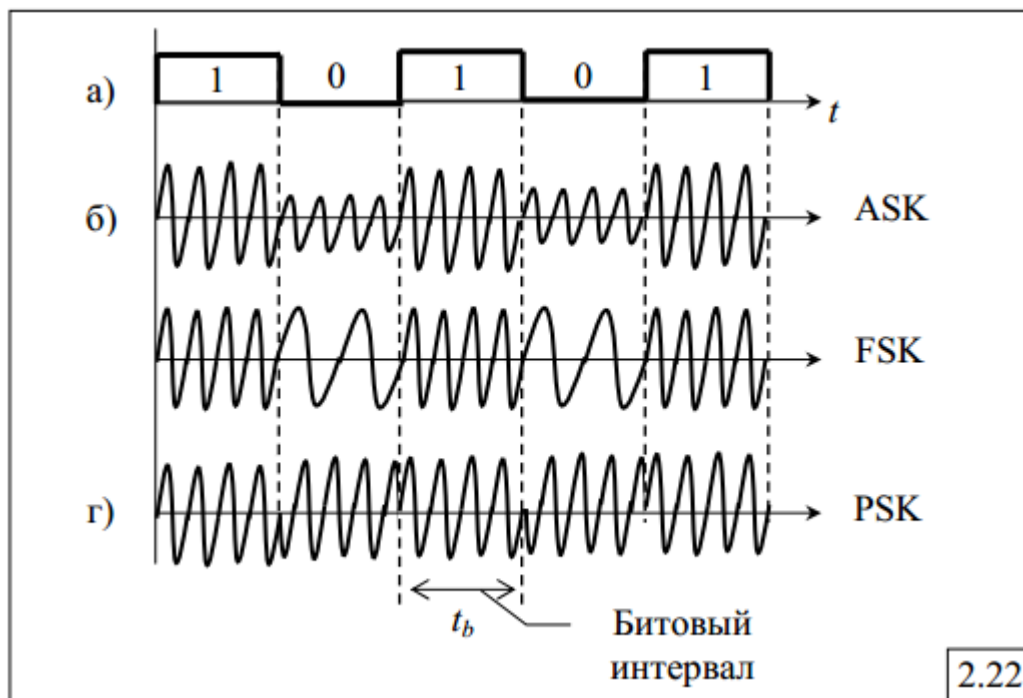 а) 1 0 1 0 1
t
б) ASK
FSK
г) PSK
t_b Битовый
интервал
2.22